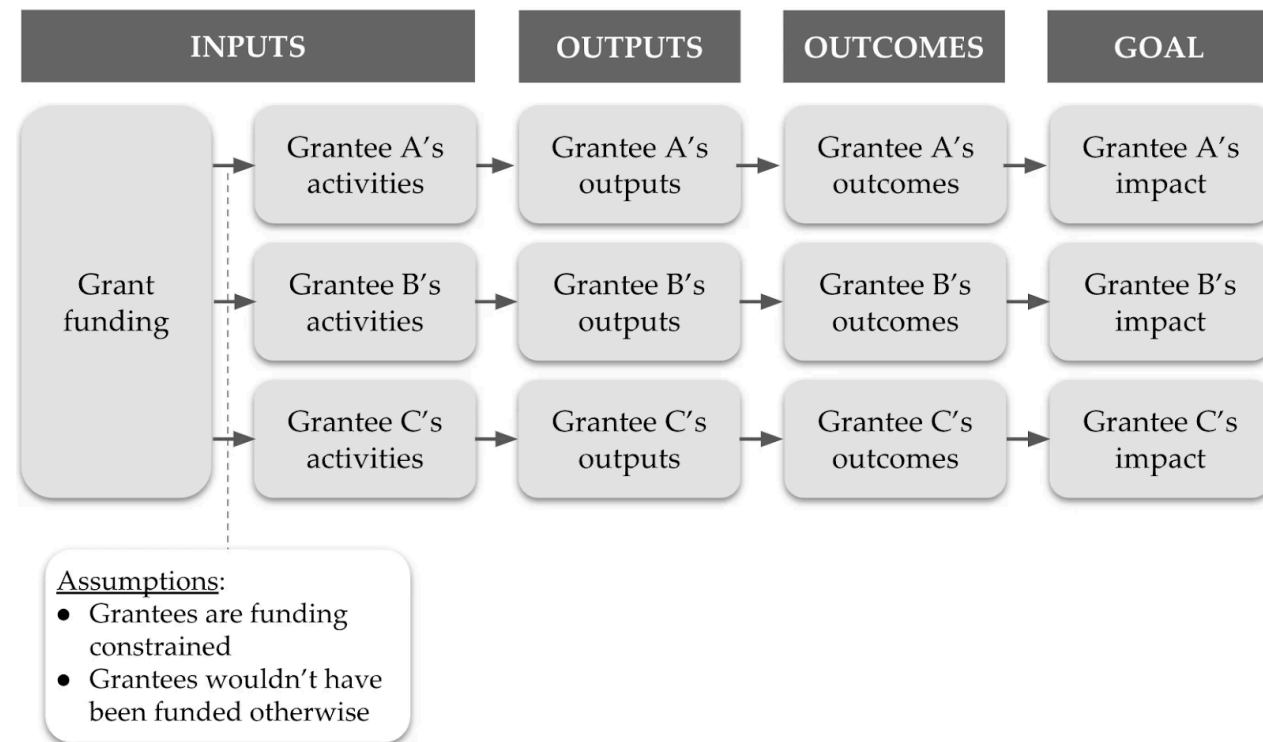 INPUTS
OUTPUTS
OUTCOMES
GOAL
Grant
funding
Grantee A’s
activities
Grantee A’s
outputs
Grantee A’s
outcomes
Grantee A’s
impact
Grantee B’s
activities
Grantee B’s
outputs
Grantee B’s
outcomes
Grantee B’s
impact
Grantee C’s
activities
Grantee C’s
outputs
Grantee C’s
outcomes
Grantee C’s
impact
Assumptions:
● Grantees are funding
constrained
● Grantees wouldn’t have
been funded otherwise